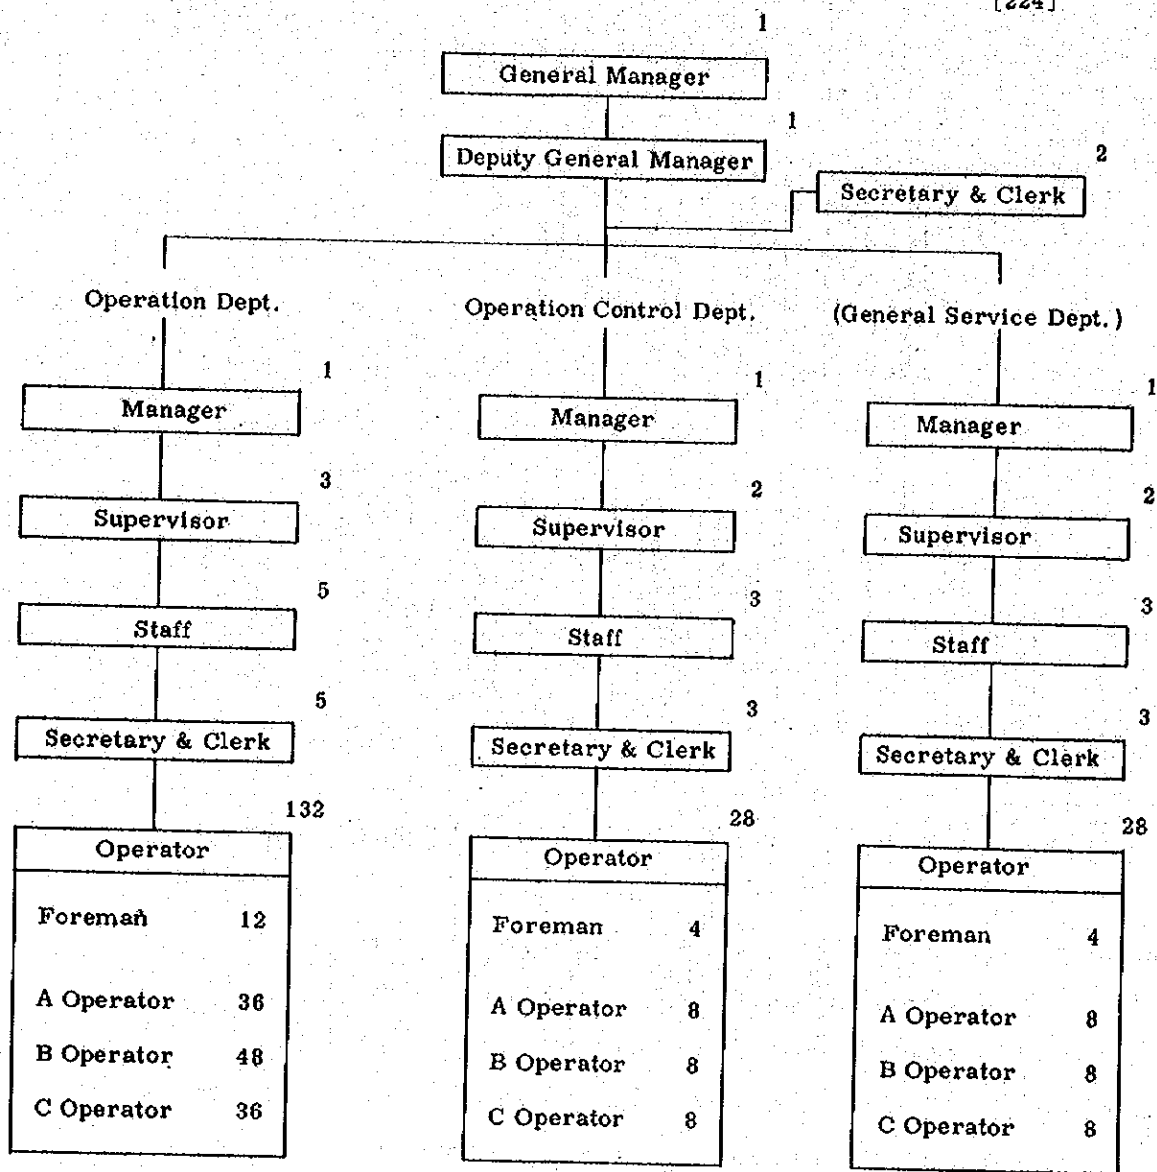 [224]
1
General Manager
1
Deputy General Manager
2
Secretary & Clerk
Operation Dept.
1
Manager
3
Supervisor
5
Staff
5
Secretary & Clerk
132
Operator
Foreman 12
A Operator 36
B Operator 48
C Operator 36
Operation Control Dept.
1
Manager
2
Supervisor
3
Staff
3
Secretary & Clerk
28
Operator
Foreman 4
A Operator 8
B Operator 8
C Operator 8
(General Service Dept.)
1
Manager
2
Supervisor
3
Staff
3
Secretary & Clerk
28
Operator
Foreman 4
A Operator 8
B Operator 8
C Operator 8